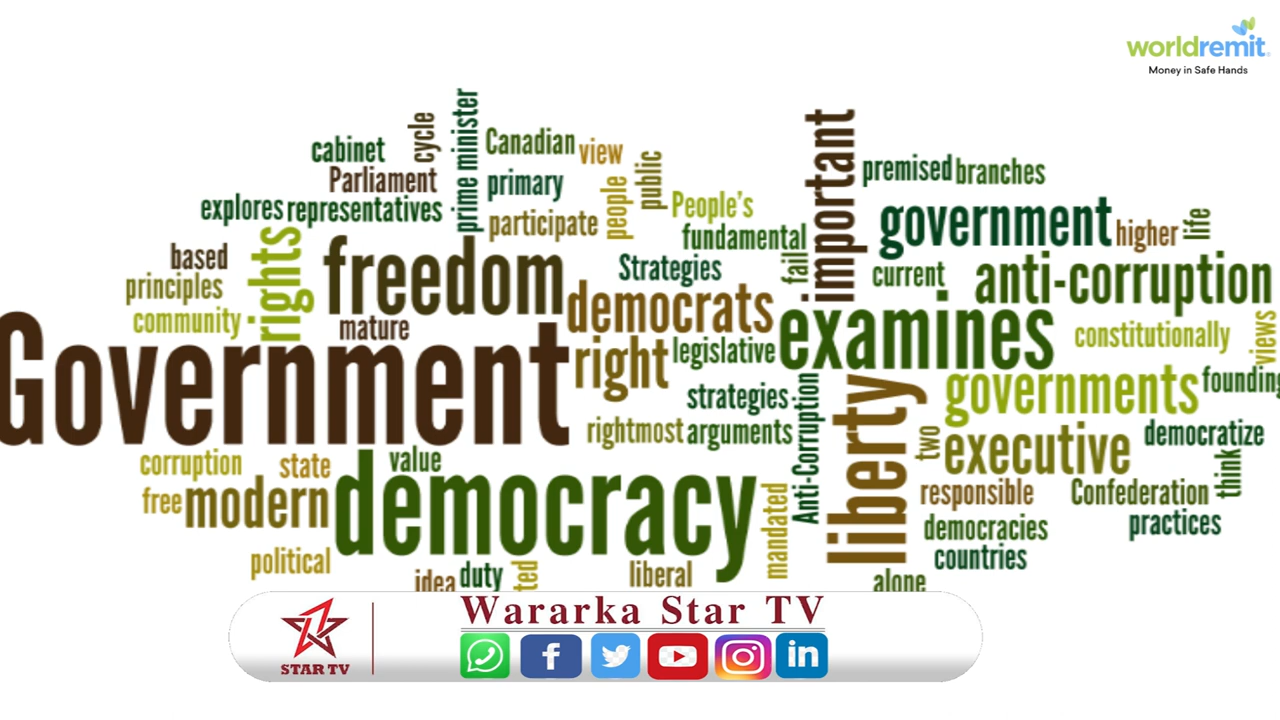 worldremit
Money in Safe Hands
cabinet
cycle
prime minister
Canadian
view
Parliament
primary
people
public
explores
representatives
participate
People's
important
premised
branches
government
higher
life
rights
based
freedom
fundamental
Strategies
fail
current
anti-corruption
principles
democrats
community
mature
examines
constitutionally
views
Government
right
legislative
strategies
Anti-Corruption
liberty
governments
founding
rightmost
arguments
two
executive
democratize
corruption
state
value
think
free
modern
democracy
mandated
responsible
Confederation
democracies
practices
political
countries
idea
duty
ted
liberal
alone
Wararka Star TV
STAR TV